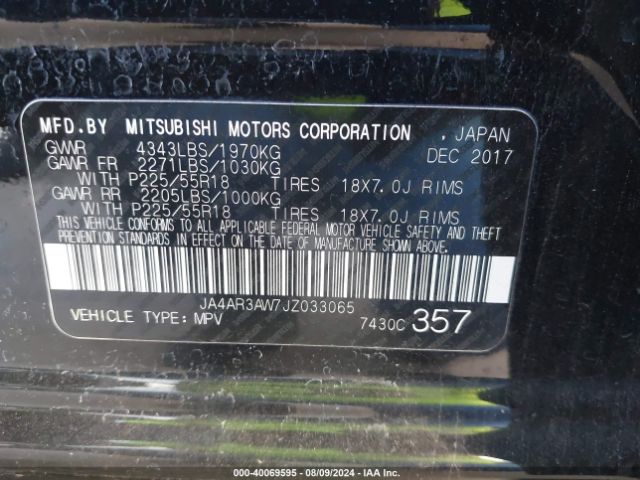 MFD.BY MITSUBISHI MOTORS CORPORATION , JAPAN
GVWR 4343LBS/1970KG DEC 2017
GAWR FR 2271LBS/1030KG
WITH P225/55R18 TIRES 18X7.0J RIMS
GAWR RR 2205LBS/1000KG
WITH P225/55R18 TIRES 18X7.0J RIMS
THIS VEHICLE CONFORMS TO ALL APPLICABLE FEDERAL MOTOR VEHICLE SAFETY AND THEFT
PREVENTION STANDARDS IN EFFECT ON THE DATE OF MANUFACTURE SHOWN ABOVE.
JA4AR3AW7JZ033065
VEHICLE TYPE: MPV 7430C 357
000-40069595 - 08/09/2024 - IAA Inc.